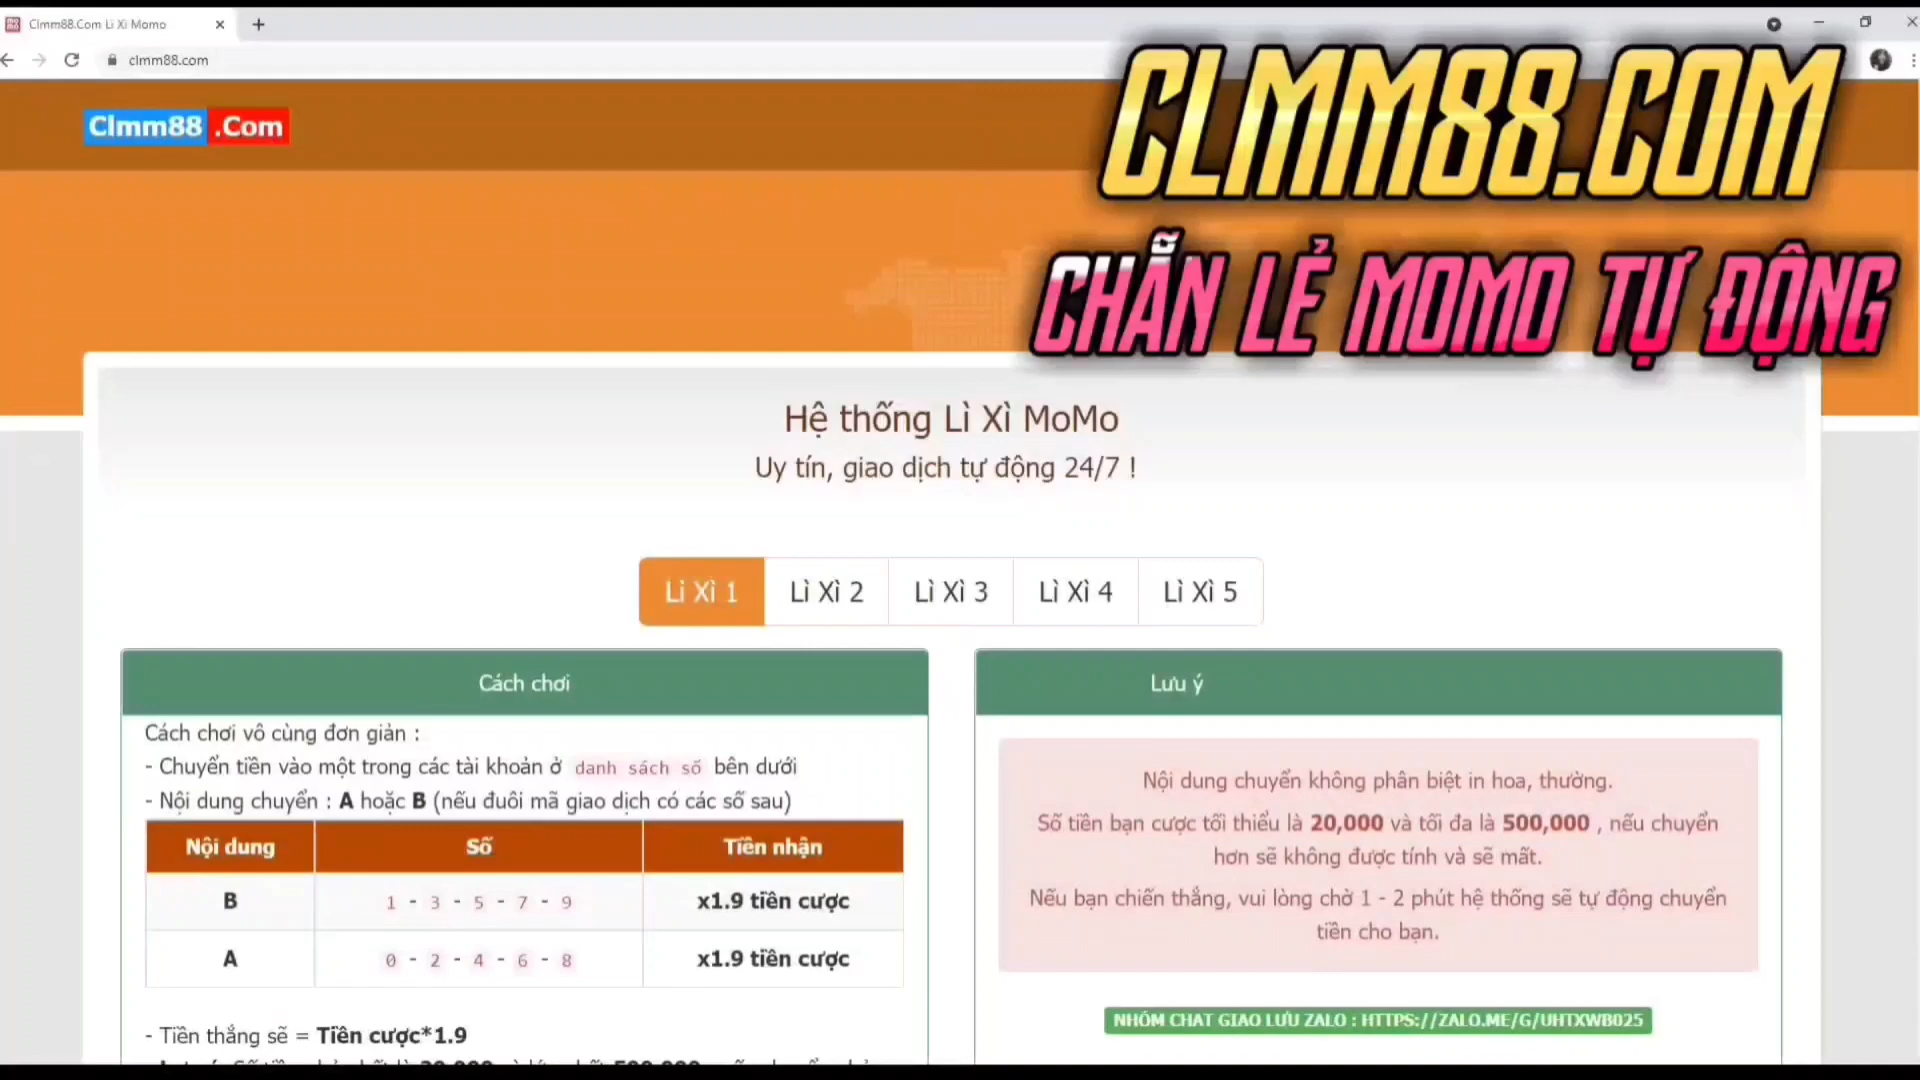 Clmm88.Com Lì Xì Momo
clmm88.com
CLMM88.COM
Clmm88 .Com
CHẴN LẺ MOMO TỰ ĐỘNG
Hệ thống Lì Xì MoMo
Uy tín, giao dịch tự động 24/7 !
Lì Xì 1 Lì Xì 2 Lì Xì 3 Lì Xì 4 Lì Xì 5
Cách chơi
Cách chơi vô cùng đơn giản :
- Chuyển tiền vào một trong các tài khoản ở danh sách số bên dưới
- Nội dung chuyển : A hoặc B (nếu đuôi mã giao dịch có các số sau)
Nội dung Số Tiền nhận
B 1 - 3 - 5 - 7 - 9 x1.9 tiền cược
A 0 - 2 - 4 - 6 - 8 x1.9 tiền cược
- Tiền thắng sẽ = Tiền cược*1.9
Lưu ý
Nội dung chuyển không phân biệt in hoa, thường.
Số tiền bạn cược tối thiểu là 20,000 và tối đa là 500,000 , nếu chuyển
hơn sẽ không được tính và sẽ mất.
Nếu bạn chiến thắng, vui lòng chờ 1 - 2 phút hệ thống sẽ tự động chuyển
tiền cho bạn.
NHÓM CHAT GIAO LƯU ZALO : HTTPS://ZALO.ME/G/UHTXWB025